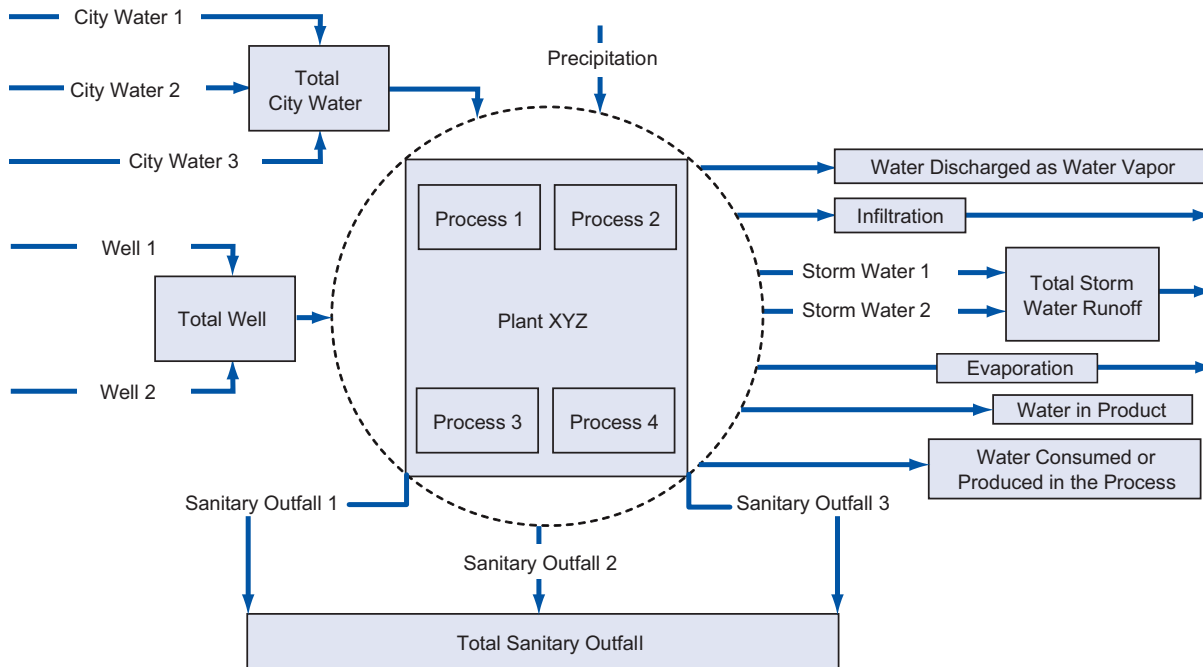 City Water 1
Precipitation
Total
City Water
City Water 2
City Water 3
Water Discharged as Water Vapor
Process 1
Process 2
Infiltration
Well 1
Storm Water 1
Total Storm
Water Runoff
Storm Water 2
Total Well
Plant XYZ
Evaporation
Well 2
Water in Product
Process 3
Process 4
Water Consumed or
Produced in the Process
Sanitary Outfall 1
Sanitary Outfall 3
Sanitary Outfall 2
Total Sanitary Outfall